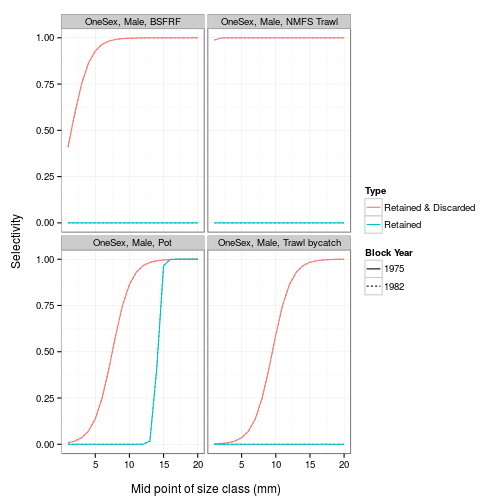 OneSex, Male, BSFRF
OneSex, Male, NMFS Trawl
1.00
0.75
0.50
0.25
0.00
OneSex, Male, Pot
OneSex, Male, Trawl bycatch
1.00
0.75
0.50
0.25
0.00
5 10 15 20
5 10 15 20
Mid point of size class (mm)
Selectivity
Type
Retained & Discarded
Retained
Block Year
1975
1982